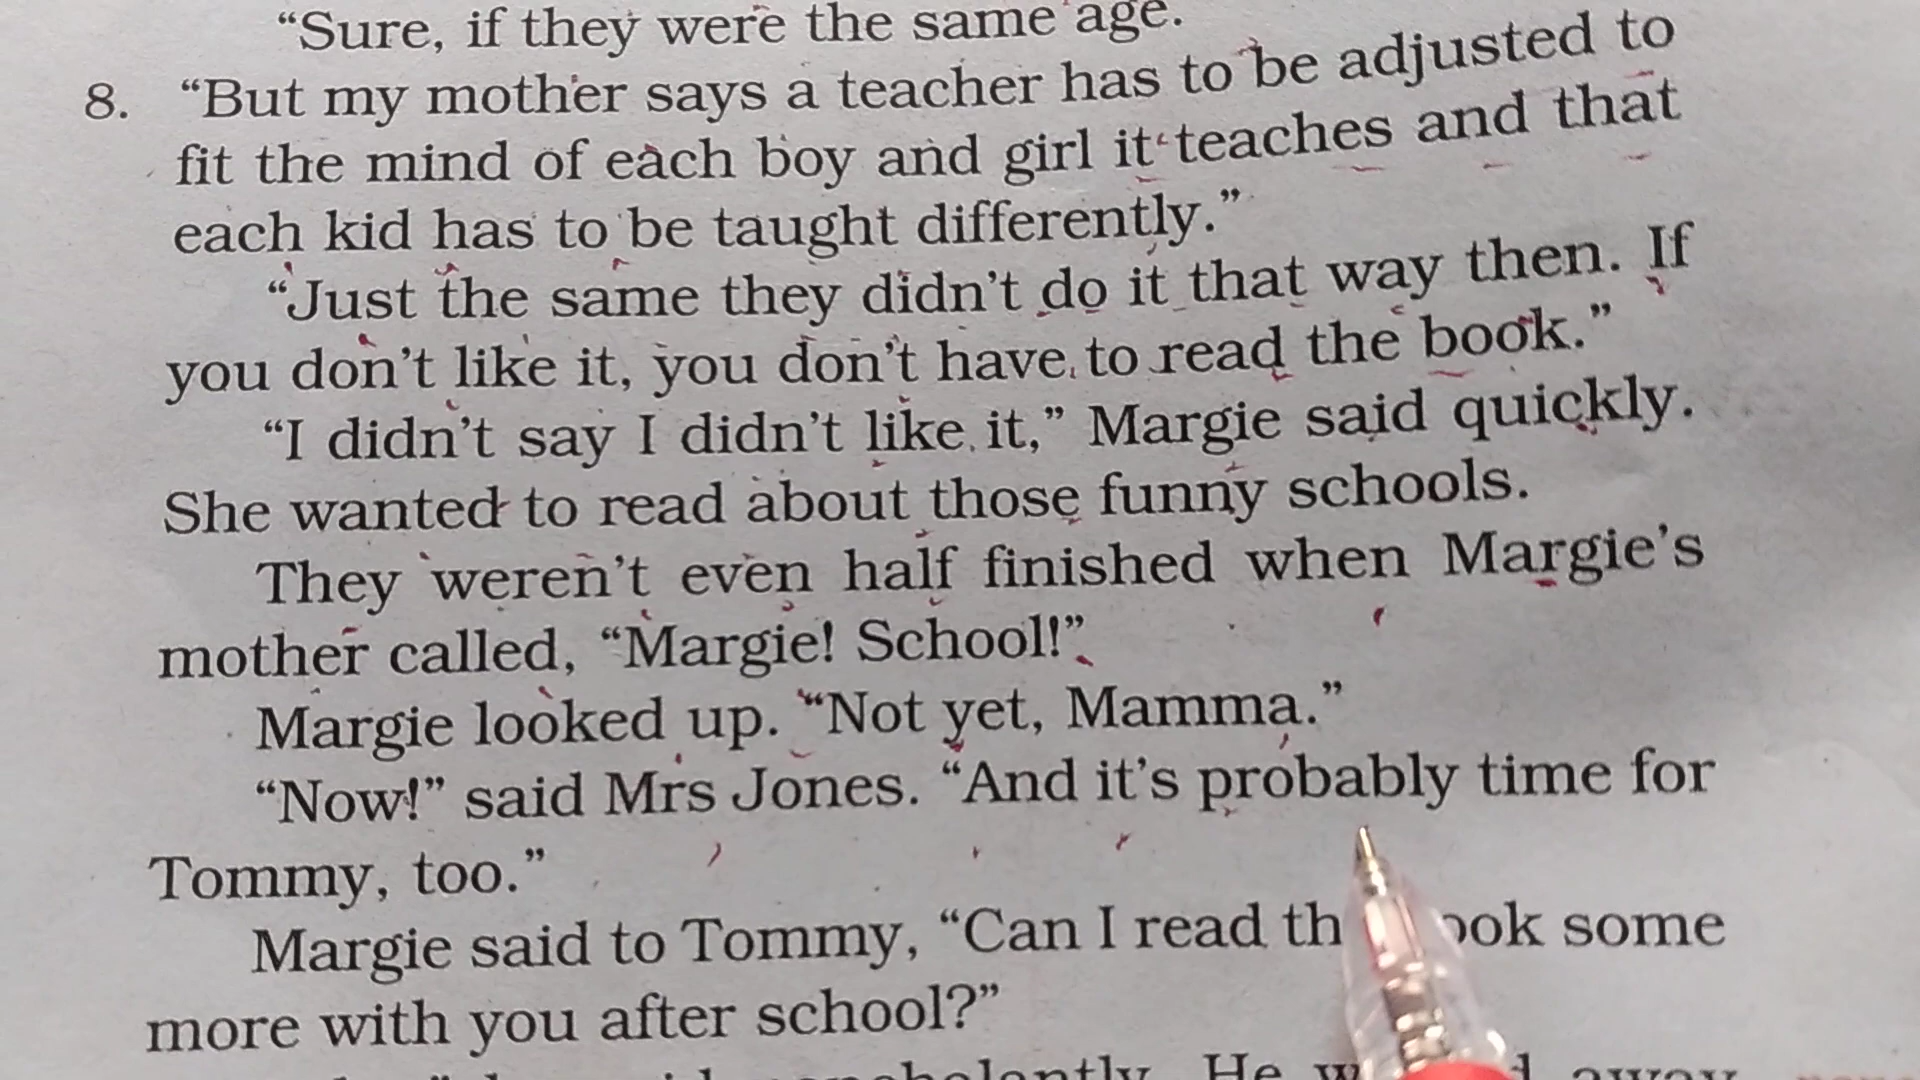 “Sure, if they were the same age.
8. “But my mother says a teacher has to be adjusted to
fit the mind of each boy and girl it teaches and that
each kid has to be taught differently.”
“Just the same they didn’t do it that way then. If
you don’t like it, you don’t have to read the book.”
“I didn’t say I didn’t like it,” Margie said quickly.
She wanted to read about those funny schools.
They weren’t even half finished when Margie’s
mother called, “Margie! School!”
Margie looked up. “Not yet, Mamma.”
“Now!” said Mrs Jones. “And it’s probably time for
Tommy, too.”
Margie said to Tommy, “Can I read some
more with you after school?”
He away